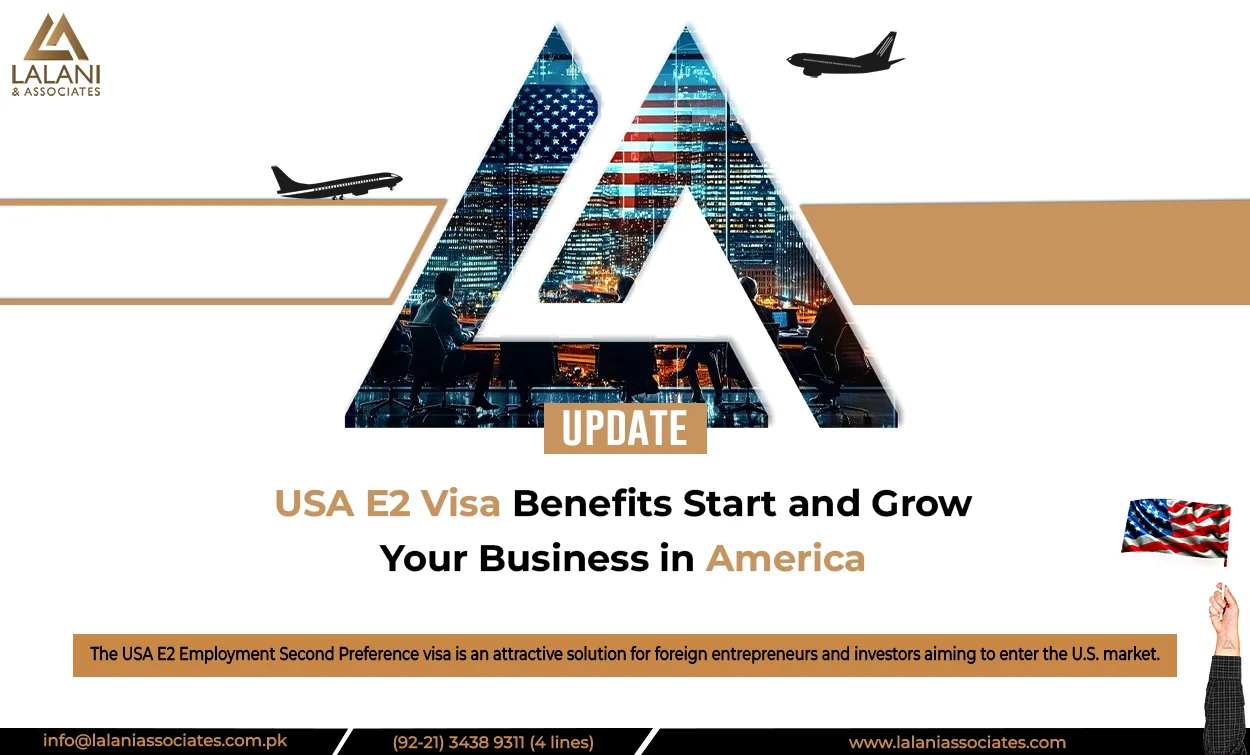 LALANI
& ASSOCIATES
UPDATE
USA E2 Visa Benefits Start and Grow
Your Business in America
The USA E2 Employment Second Preference visa is an attractive solution for foreign entrepreneurs and investors aiming to enter the U.S. market.
info@lalaniassociates.com.pk
(92-21) 3438 9311 (4 lines)
www.lalaniassociates.com